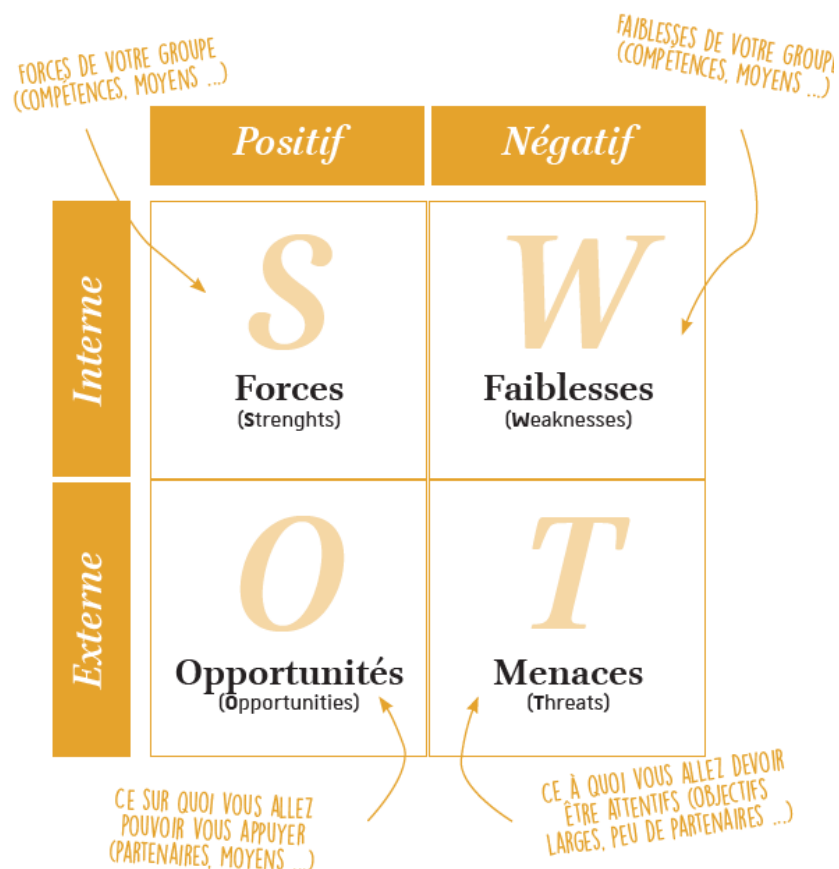 FORCES DE VOTRE GROUPE
(COMPÉTENCES, MOYENS ...)
FAIBLESSES DE VOTRE GROUPE
(COMPÉTENCES, MOYENS ...)
Positif
Négatif
Interne
S
Forces
(Strenghts)
W
Faiblesses
(Weaknesses)
Externe
O
Opportunités
(Opportunities)
T
Menaces
(Threats)
CE SUR QUOI VOUS ALLEZ
POUVOIR VOUS APPUYER
(PARTENAIRES, MOYENS ...)
CE À QUOI VOUS ALLEZ DEVOIR
ÊTRE ATTENTIFS (OBJECTIFS
LARGES, PEU DE PARTENAIRES ...)